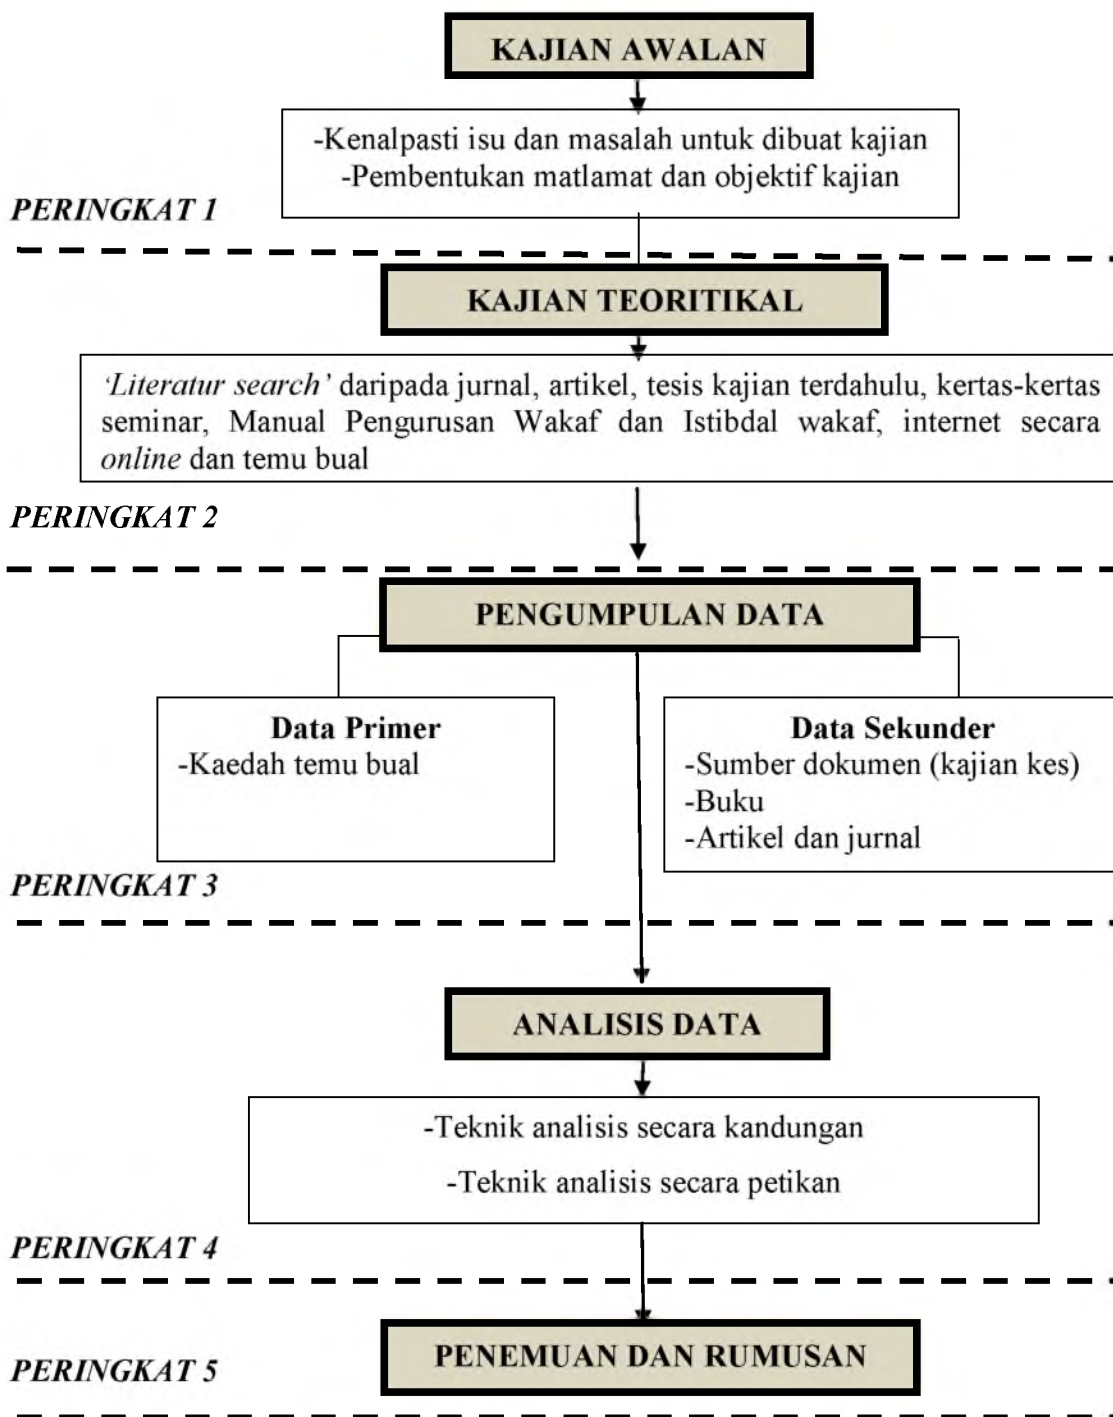 KAJIAN AWALAN
-Kenalpasti isu dan masalah untuk dibuat kajian
-Pembentukan matlamat dan objektif kajian
PERINGKAT 1
KAJIAN TEORITIKAL
‘Literatur search’ daripada jurnal, artikel, tesis kajian terdahulu, kertas-kertas
seminar, Manual Pengurusan Wakaf dan Istibdal wakaf, internet secara
online dan temu bual
PERINGKAT 2
PENGUMPULAN DATA
Data Primer
-Kaedah temu bual
Data Sekunder
-Sumber dokumen (kajian kes)
-Buku
-Artikel dan jurnal
PERINGKAT 3
ANALISIS DATA
-Teknik analisis secara kandungan
-Teknik analisis secara petikan
PERINGKAT 4
PENEMUAN DAN RUMUSAN
PERINGKAT 5